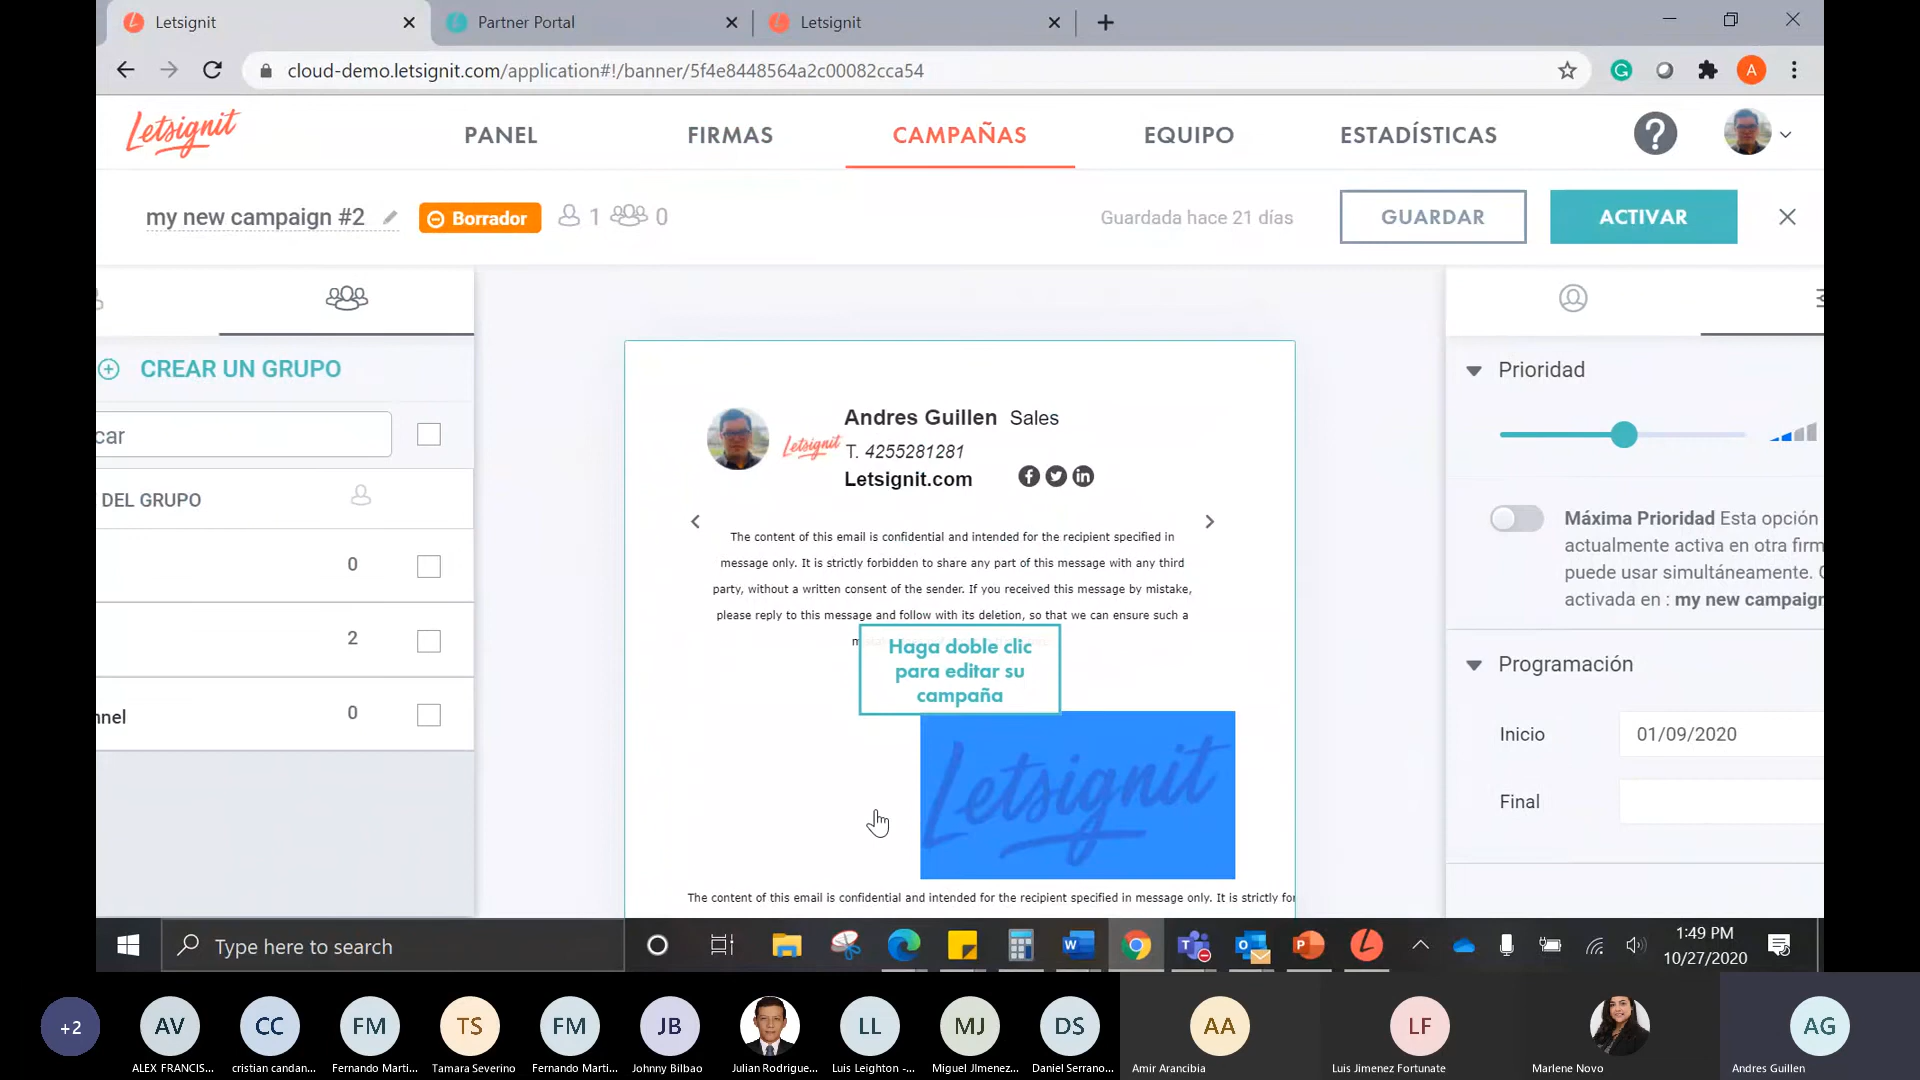 Letsignit
Partner Portal
Letsignit
cloud-demo.letsignit.com/application#!/banner/5f4e8448564a2c00082cca54
A
Letsignit
PANEL
FIRMAS
CAMPAÑAS
EQUIPO
ESTADÍSTICAS
?
my new campaign #2
Borrador
1
0
Guardada hace 21 días
GUARDAR
ACTIVAR
CREAR UN GRUPO
car
DEL GRUPO
0
2
nnel
0
Andres Guillen Sales
Letsignit
T. 4255281281
Letsignit.com
The content of this email is confidential and intended for the recipient specified in
message only. It is strictly forbidden to share any part of this message with any third
party, without a written consent of the sender. If you received this message by mistake,
please reply to this message and follow with its deletion, so that we can ensure such a
Haga doble clic
para editar su
campaña
Letsignit
The content of this email is confidential and intended for the recipient specified in message only. It is strictly for
Prioridad
Máxima Prioridad Esta opción
actualmente activa en otra firm
puede usar simultáneamente.
activada en : my new campaign
Programación
Inicio
01/09/2020
Final
Type here to search
1:49 PM
10/27/2020
+2
AV
CC
FM
TS
FM
JB
LL
MJ
DS
AA
LF
AG
ALEX FRANCIS...
cristian candan...
Fernando Marti...
Tamara Severino
Fernando Marti...
Johnny Bilbao
Julian Rodrigue...
Luis Leighton -...
Miguel JImenez...
Daniel Serrano...
Amir Arancibia
Luis Jimenez Fortunate
Marlene Novo
Andres Guillen